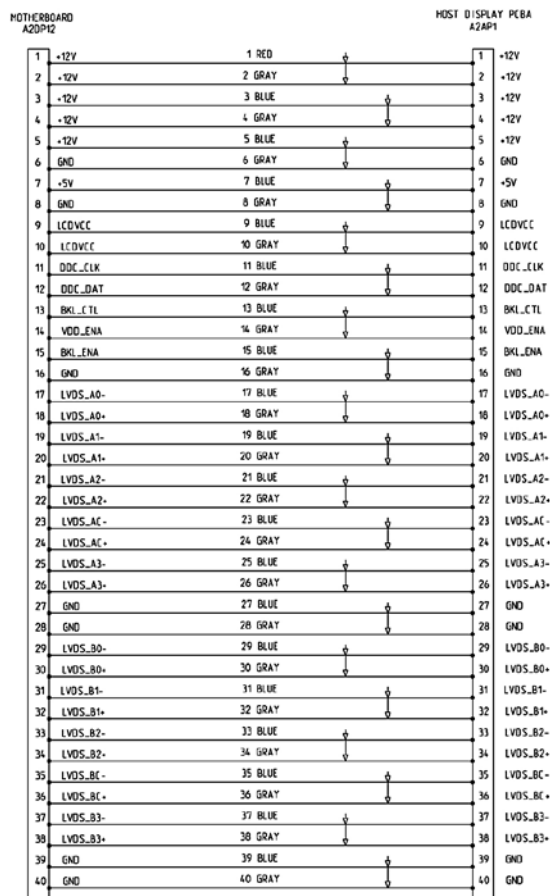 MOTHERBOARD HOST DISPLAY PCBA
A2DP12 A2AP1
1 +12V 1 RED 1 +12V
2 +12V 2 GRAY 2 +12V
3 +12V 3 BLUE 3 +12V
4 +12V 4 GRAY 4 +12V
5 +12V 5 BLUE 5 +12V
6 GND 6 GRAY 6 GND
7 +5V 7 BLUE 7 +5V
8 GND 8 GRAY 8 GND
9 LCDVCC 9 BLUE 9 LCDVCC
10 LCDVCC 10 GRAY 10 LCDVCC
11 DDC_CLK 11 BLUE 11 DDC_CLK
12 DDC_DAT 12 GRAY 12 DDC_DAT
13 BKL_CTL 13 BLUE 13 BKL_CTL
14 VDD_ENA 14 GRAY 14 VDD_ENA
15 BKL_ENA 15 BLUE 15 BKL_ENA
16 GND 16 GRAY 16 GND
17 LVDS_A0- 17 BLUE 17 LVDS_A0-
18 LVDS_A0+ 18 GRAY 18 LVDS_A0+
19 LVDS_A1- 19 BLUE 19 LVDS_A1-
20 LVDS_A1+ 20 GRAY 20 LVDS_A1+
21 LVDS_A2- 21 BLUE 21 LVDS_A2-
22 LVDS_A2+ 22 GRAY 22 LVDS_A2+
23 LVDS_AC- 23 BLUE 23 LVDS_AC-
24 LVDS_AC+ 24 GRAY 24 LVDS_AC+
25 LVDS_A3- 25 BLUE 25 LVDS_A3-
26 LVDS_A3+ 26 GRAY 26 LVDS_A3+
27 GND 27 BLUE 27 GND
28 GND 28 GRAY 28 GND
29 LVDS_B0- 29 BLUE 29 LVDS_B0-
30 LVDS_B0+ 30 GRAY 30 LVDS_B0+
31 LVDS_B1- 31 BLUE 31 LVDS_B1-
32 LVDS_B1+ 32 GRAY 32 LVDS_B1+
33 LVDS_B2- 33 BLUE 33 LVDS_B2-
34 LVDS_B2+ 34 GRAY 34 LVDS_B2+
35 LVDS_BC- 35 BLUE 35 LVDS_BC-
36 LVDS_BC+ 36 GRAY 36 LVDS_BC+
37 LVDS_B3- 37 BLUE 37 LVDS_B3-
38 LVDS_B3+ 38 GRAY 38 LVDS_B3+
39 GND 39 BLUE 39 GND
40 GND 40 GRAY 40 GND